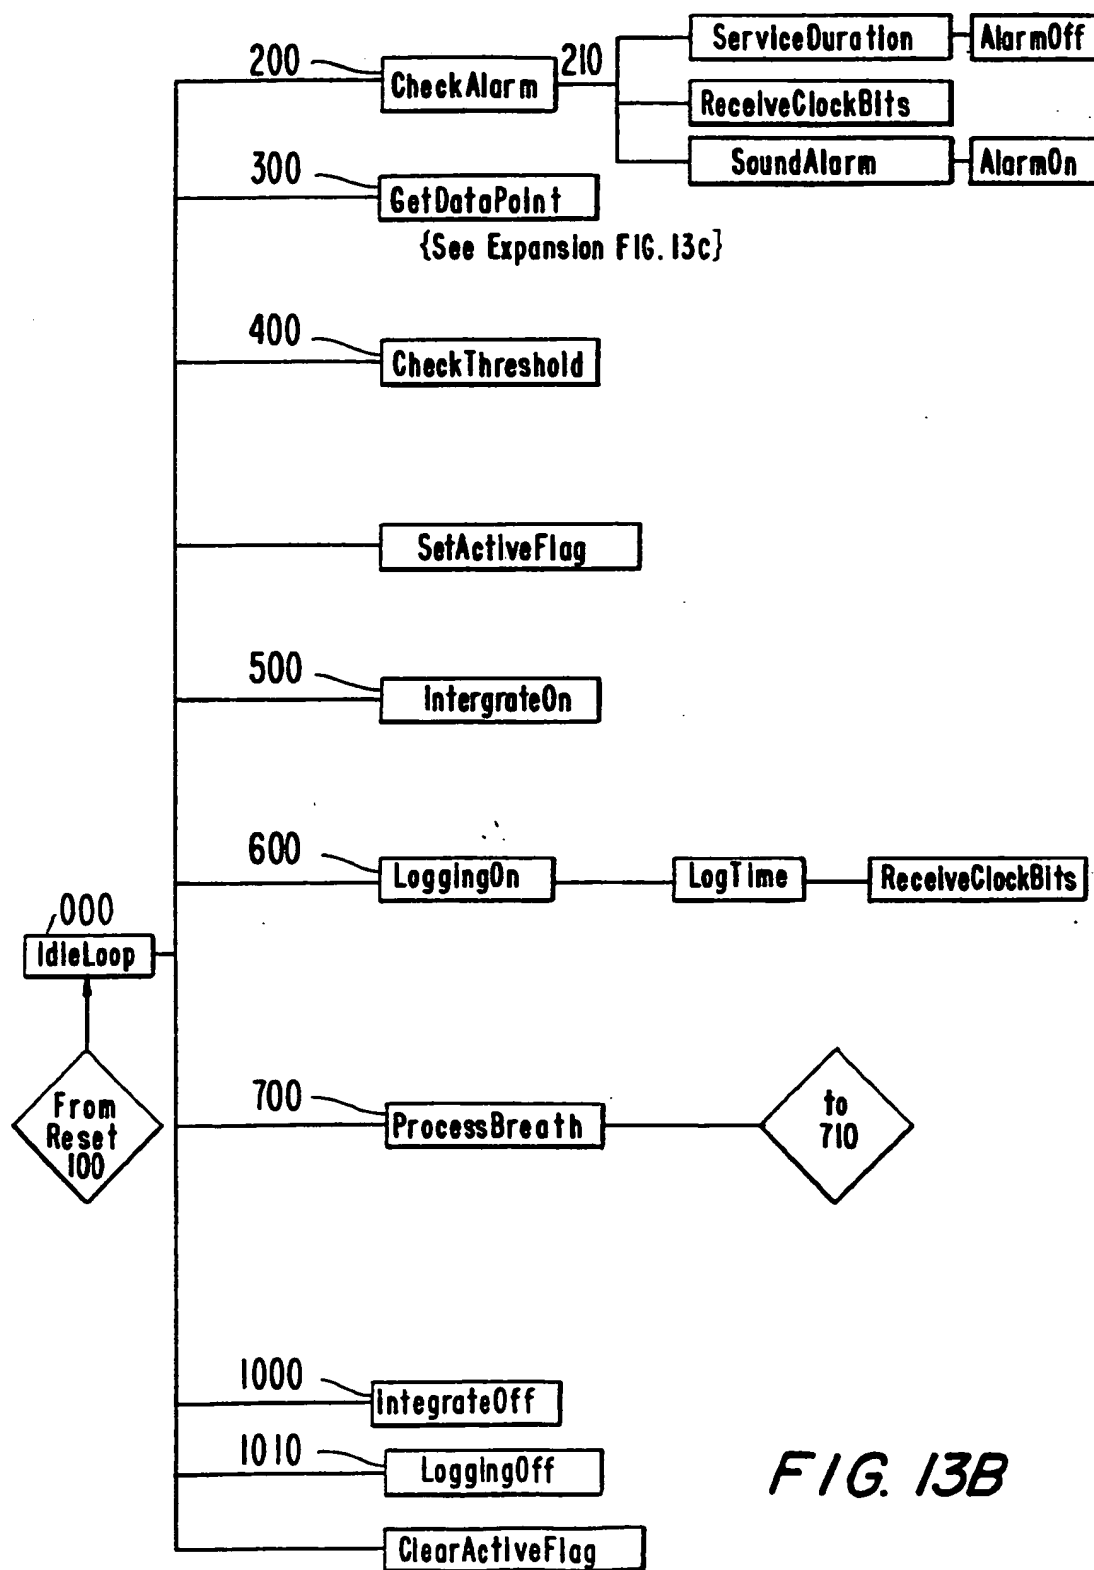 200 CheckAlarm 210 ServiceDuration AlarmOff
ReceiveClockBits
SoundAlarm AlarmOn
300 GetDataPoint
{See Expansion FIG. 13c}
400 CheckThreshold
SetActiveFlag
500 IntergrateOn
600 LoggingOn LogTime ReceiveClockBits
000
IdleLoop
From
Reset
100
700 ProcessBreath
to
710
1000 IntegrateOff
1010 LoggingOff
ClearActiveFlag
FIG. 13B